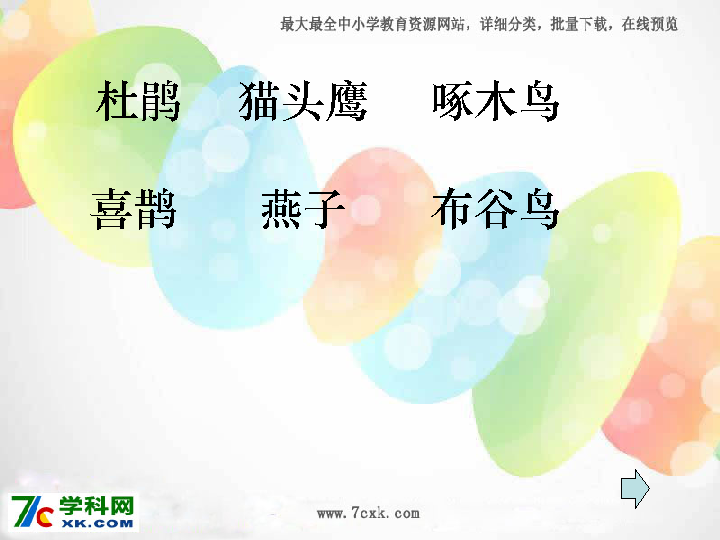 最大最全中小学教育资源网站，详细分类，批量下载，在线预览
杜鹃 猫头鹰 啄木鸟
喜鹊 燕子 布谷鸟
7c 学科网
XK.COM
www.7cxk.com